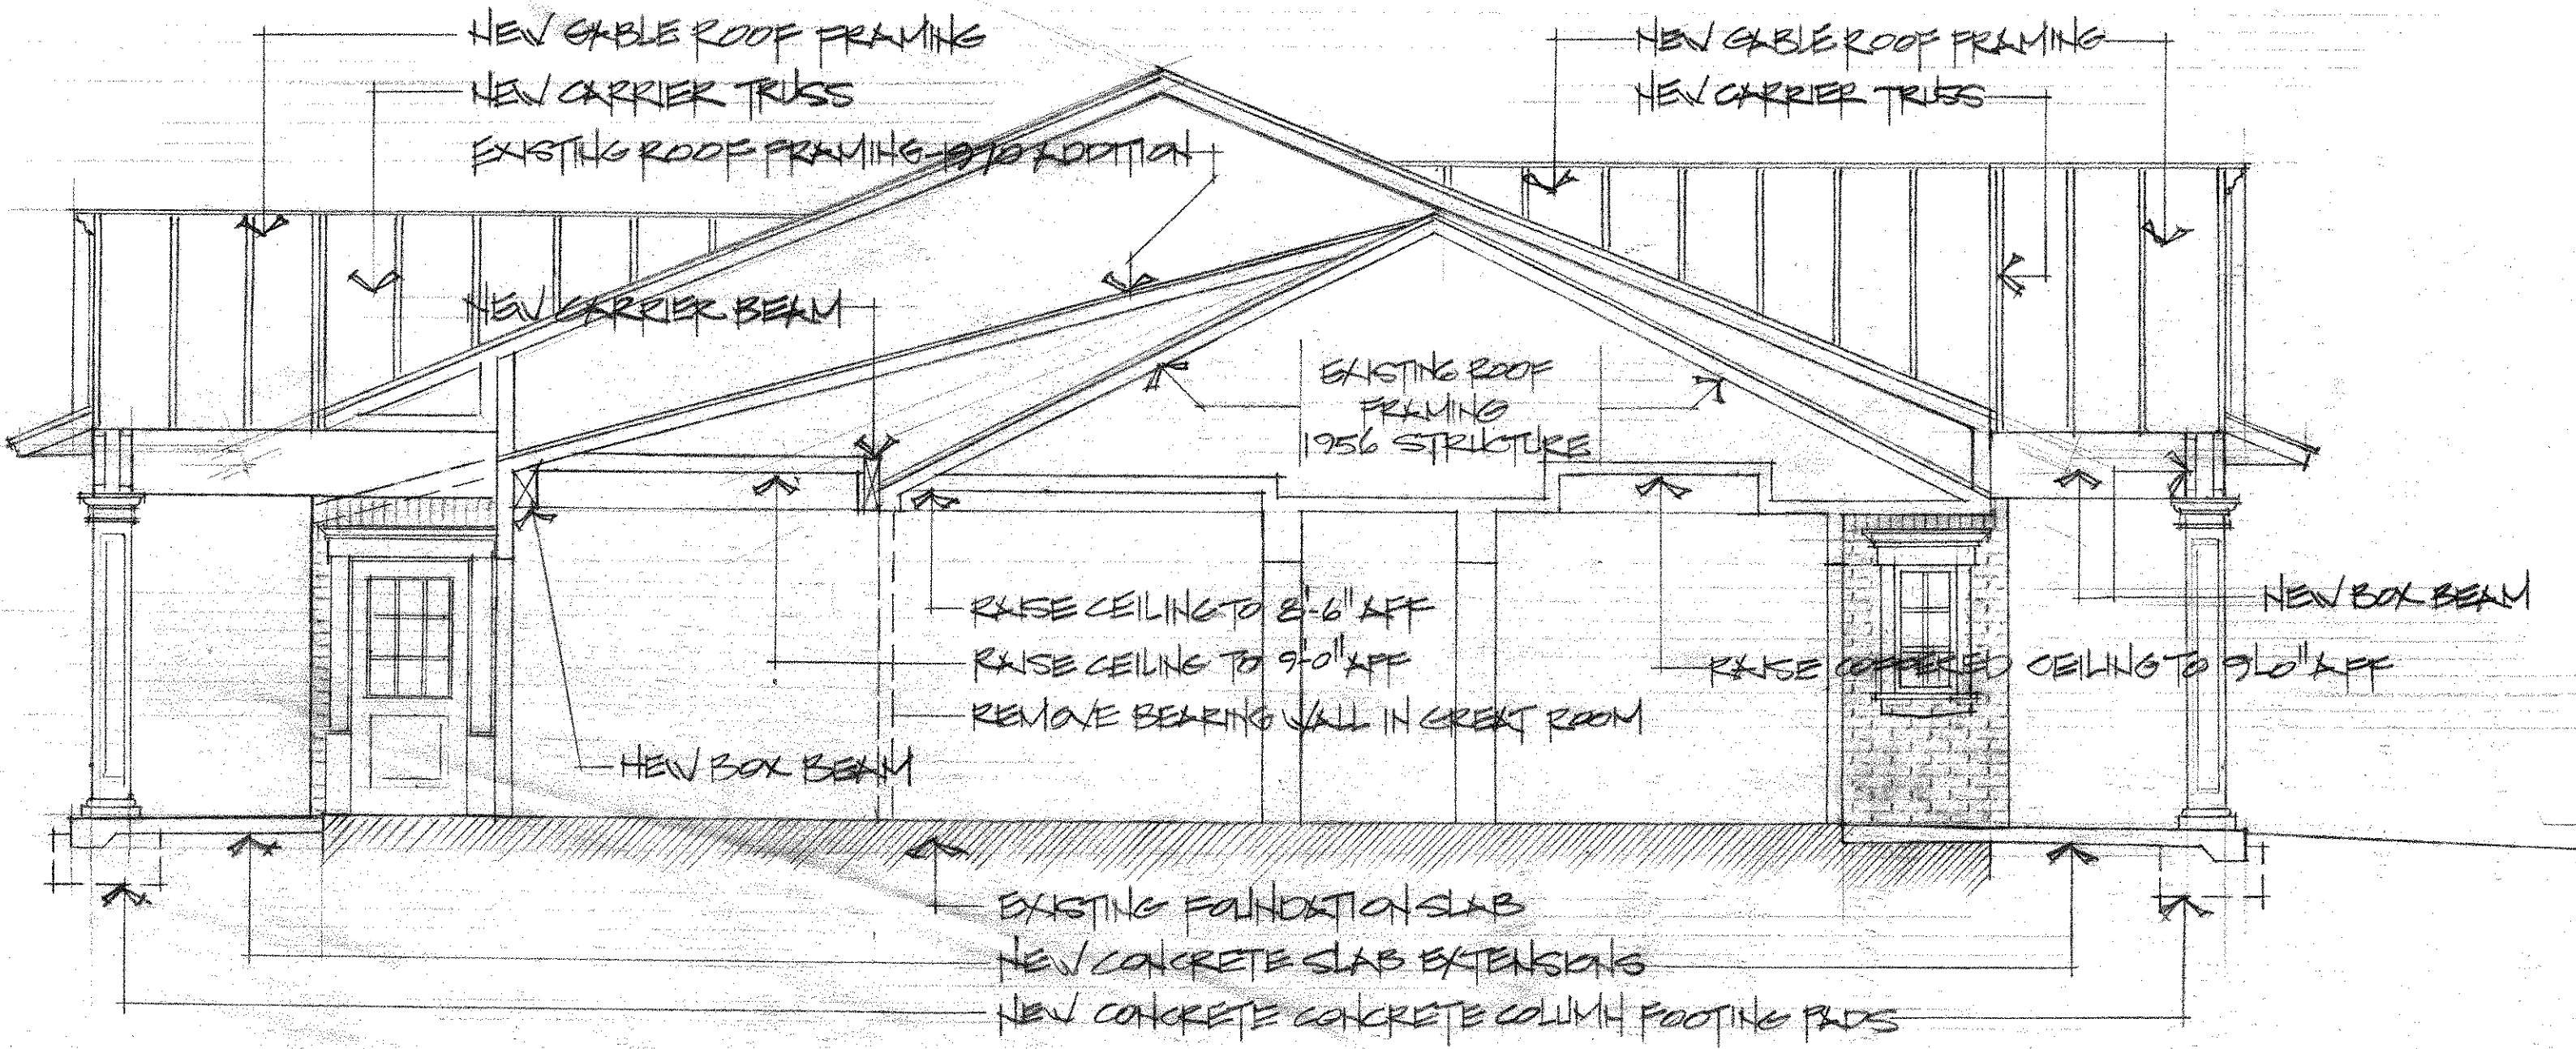 NEW GABLE ROOF FRAMING
NEW GABLE ROOF FRAMING
NEW CARRIER TRUSS
NEW CARRIER TRUSS
EXISTING ROOF FRAMING-1970 ADDITION
NEW CARRIER BEAM
EXISTING ROOF
FRAMING
1956 STRUCTURE
RAISE CEILING TO 8'-6" AFF
NEW BOX BEAM
RAISE CEILING TO 9'-0" AFF
RAISE COFFERED CEILING TO 9'-0" AFF
REMOVE BEARING WALL IN GREAT ROOM
NEW BOX BEAM
EXISTING FOUNDATION SLAB
NEW CONCRETE SLAB EXTENSIONS
NEW CONCRETE CONCRETE COLUMN FOOTING PADS